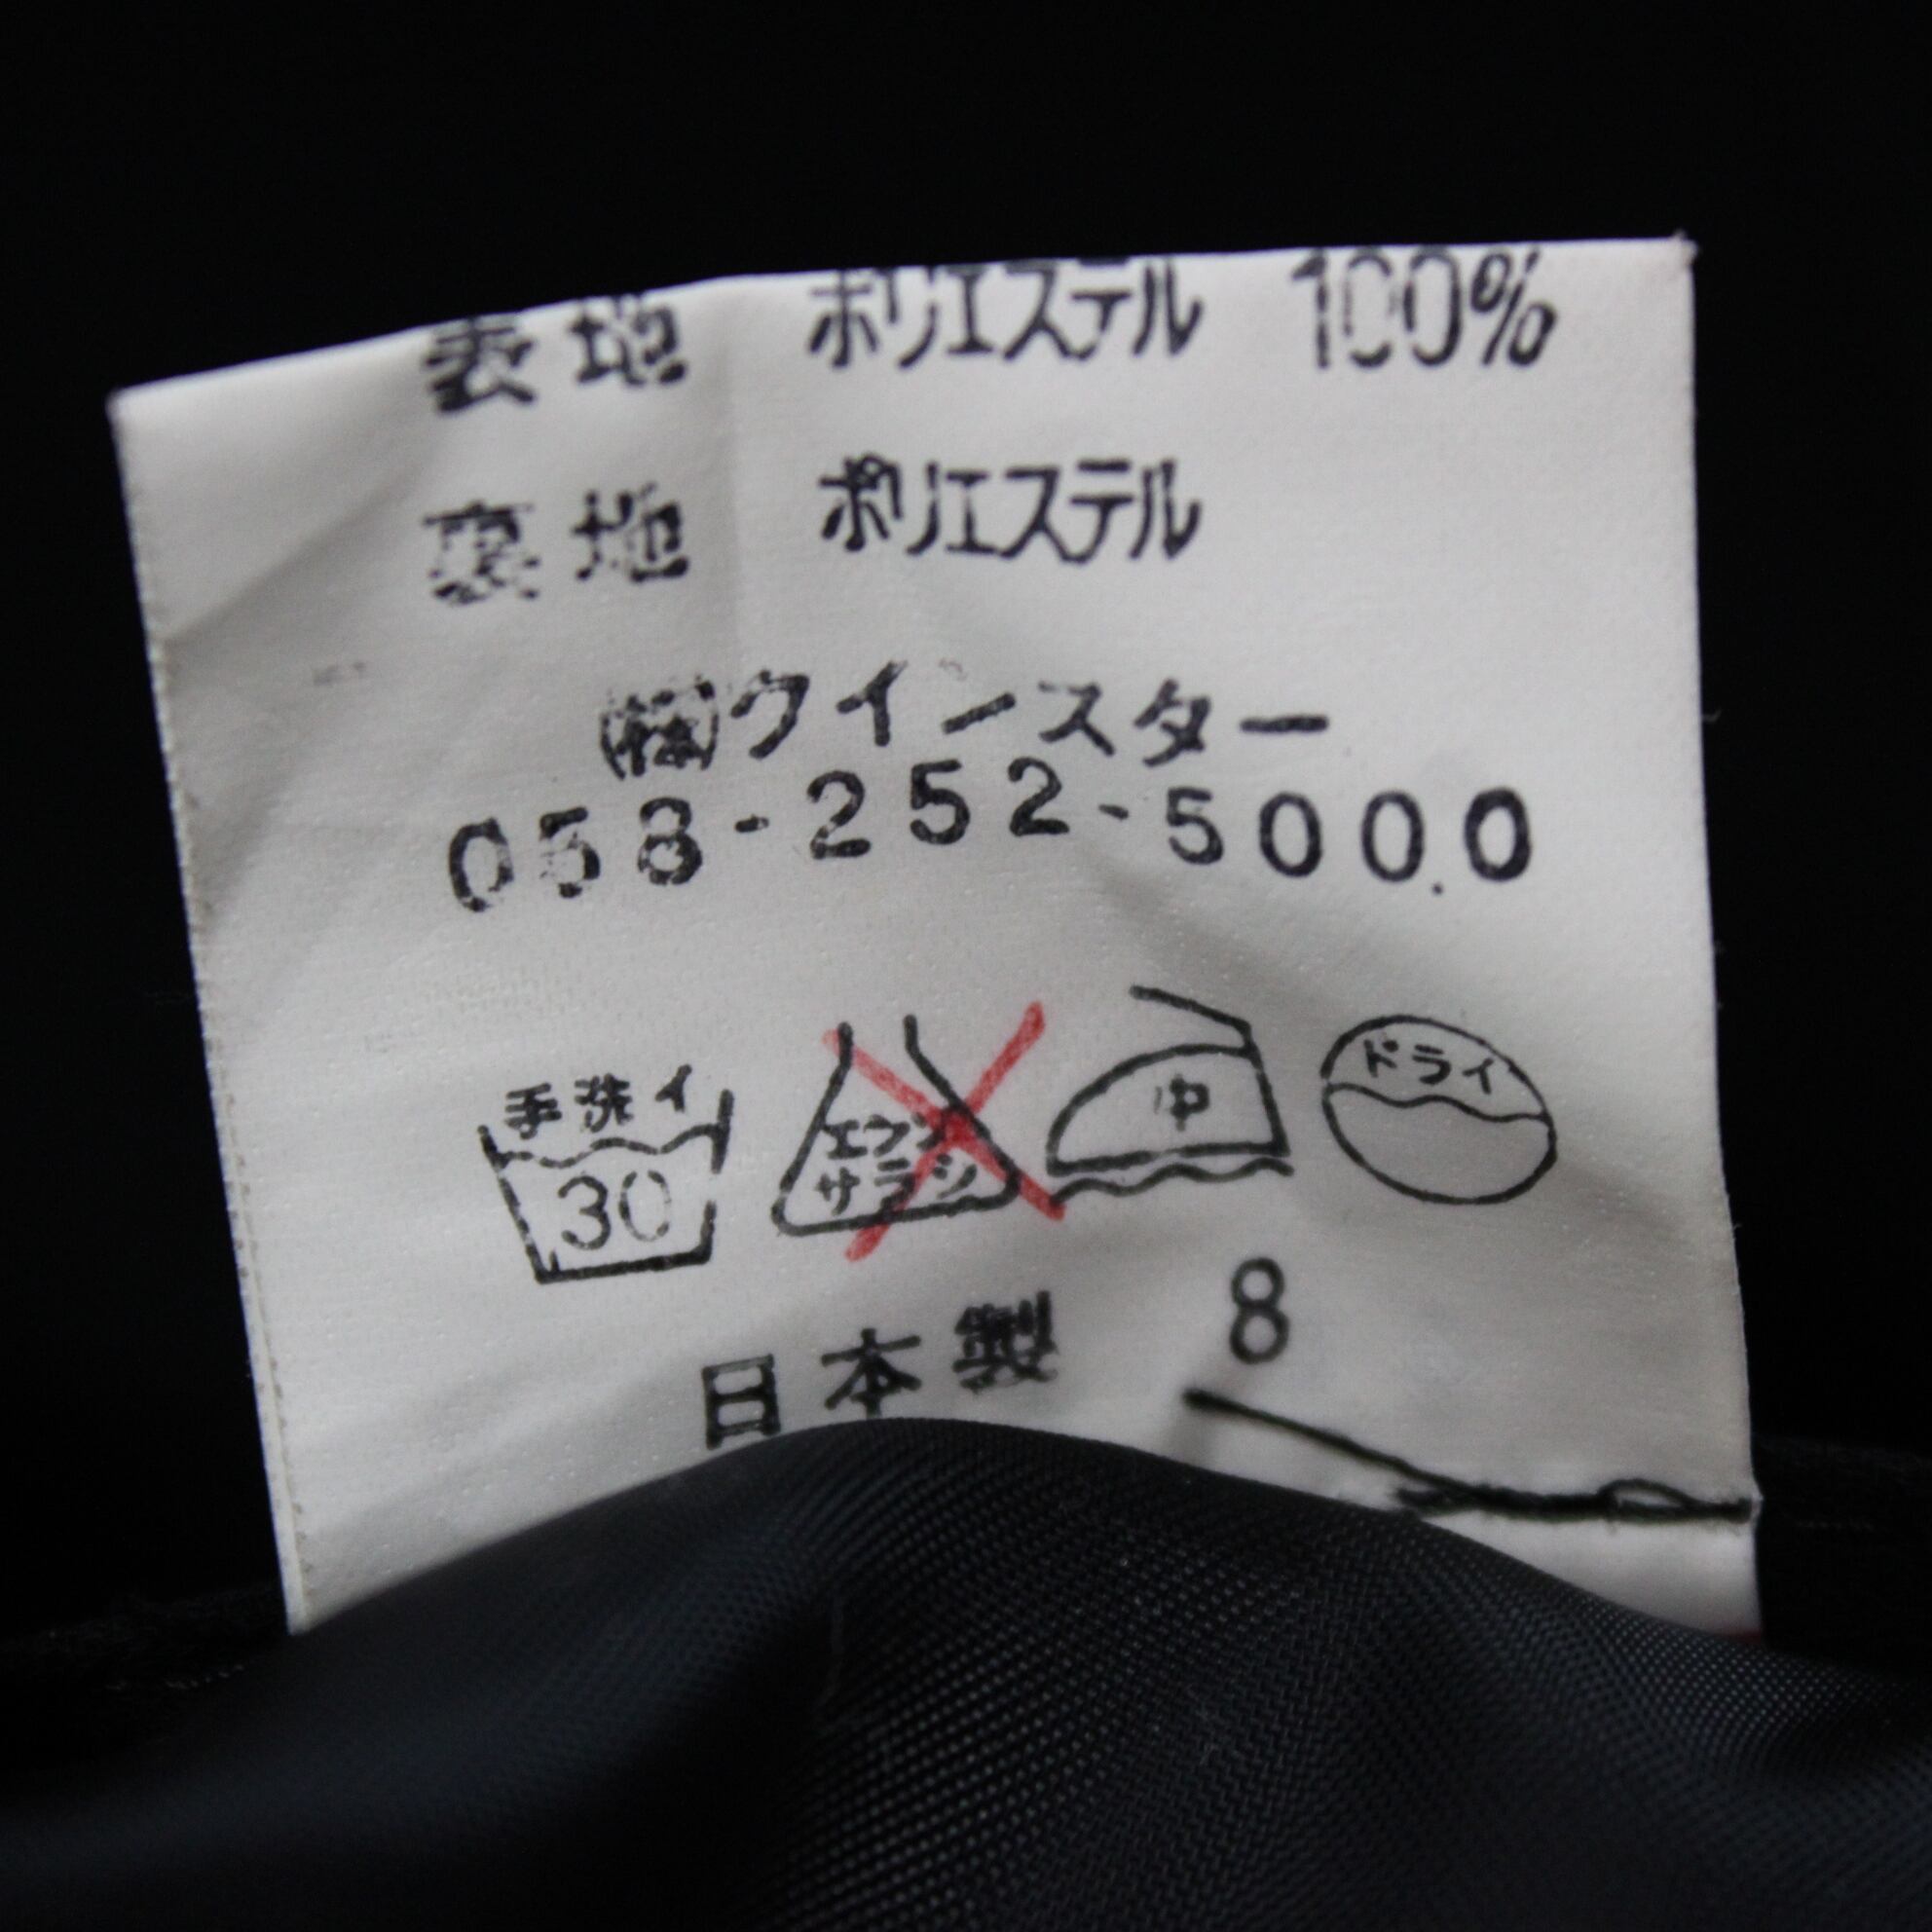 表地 ポリエステル 100%
裏地 ポリエステル
㈱ウインスター
058-252-5000
手洗イ
30
エンソ
サラシ
中
ドライ
日本製 8